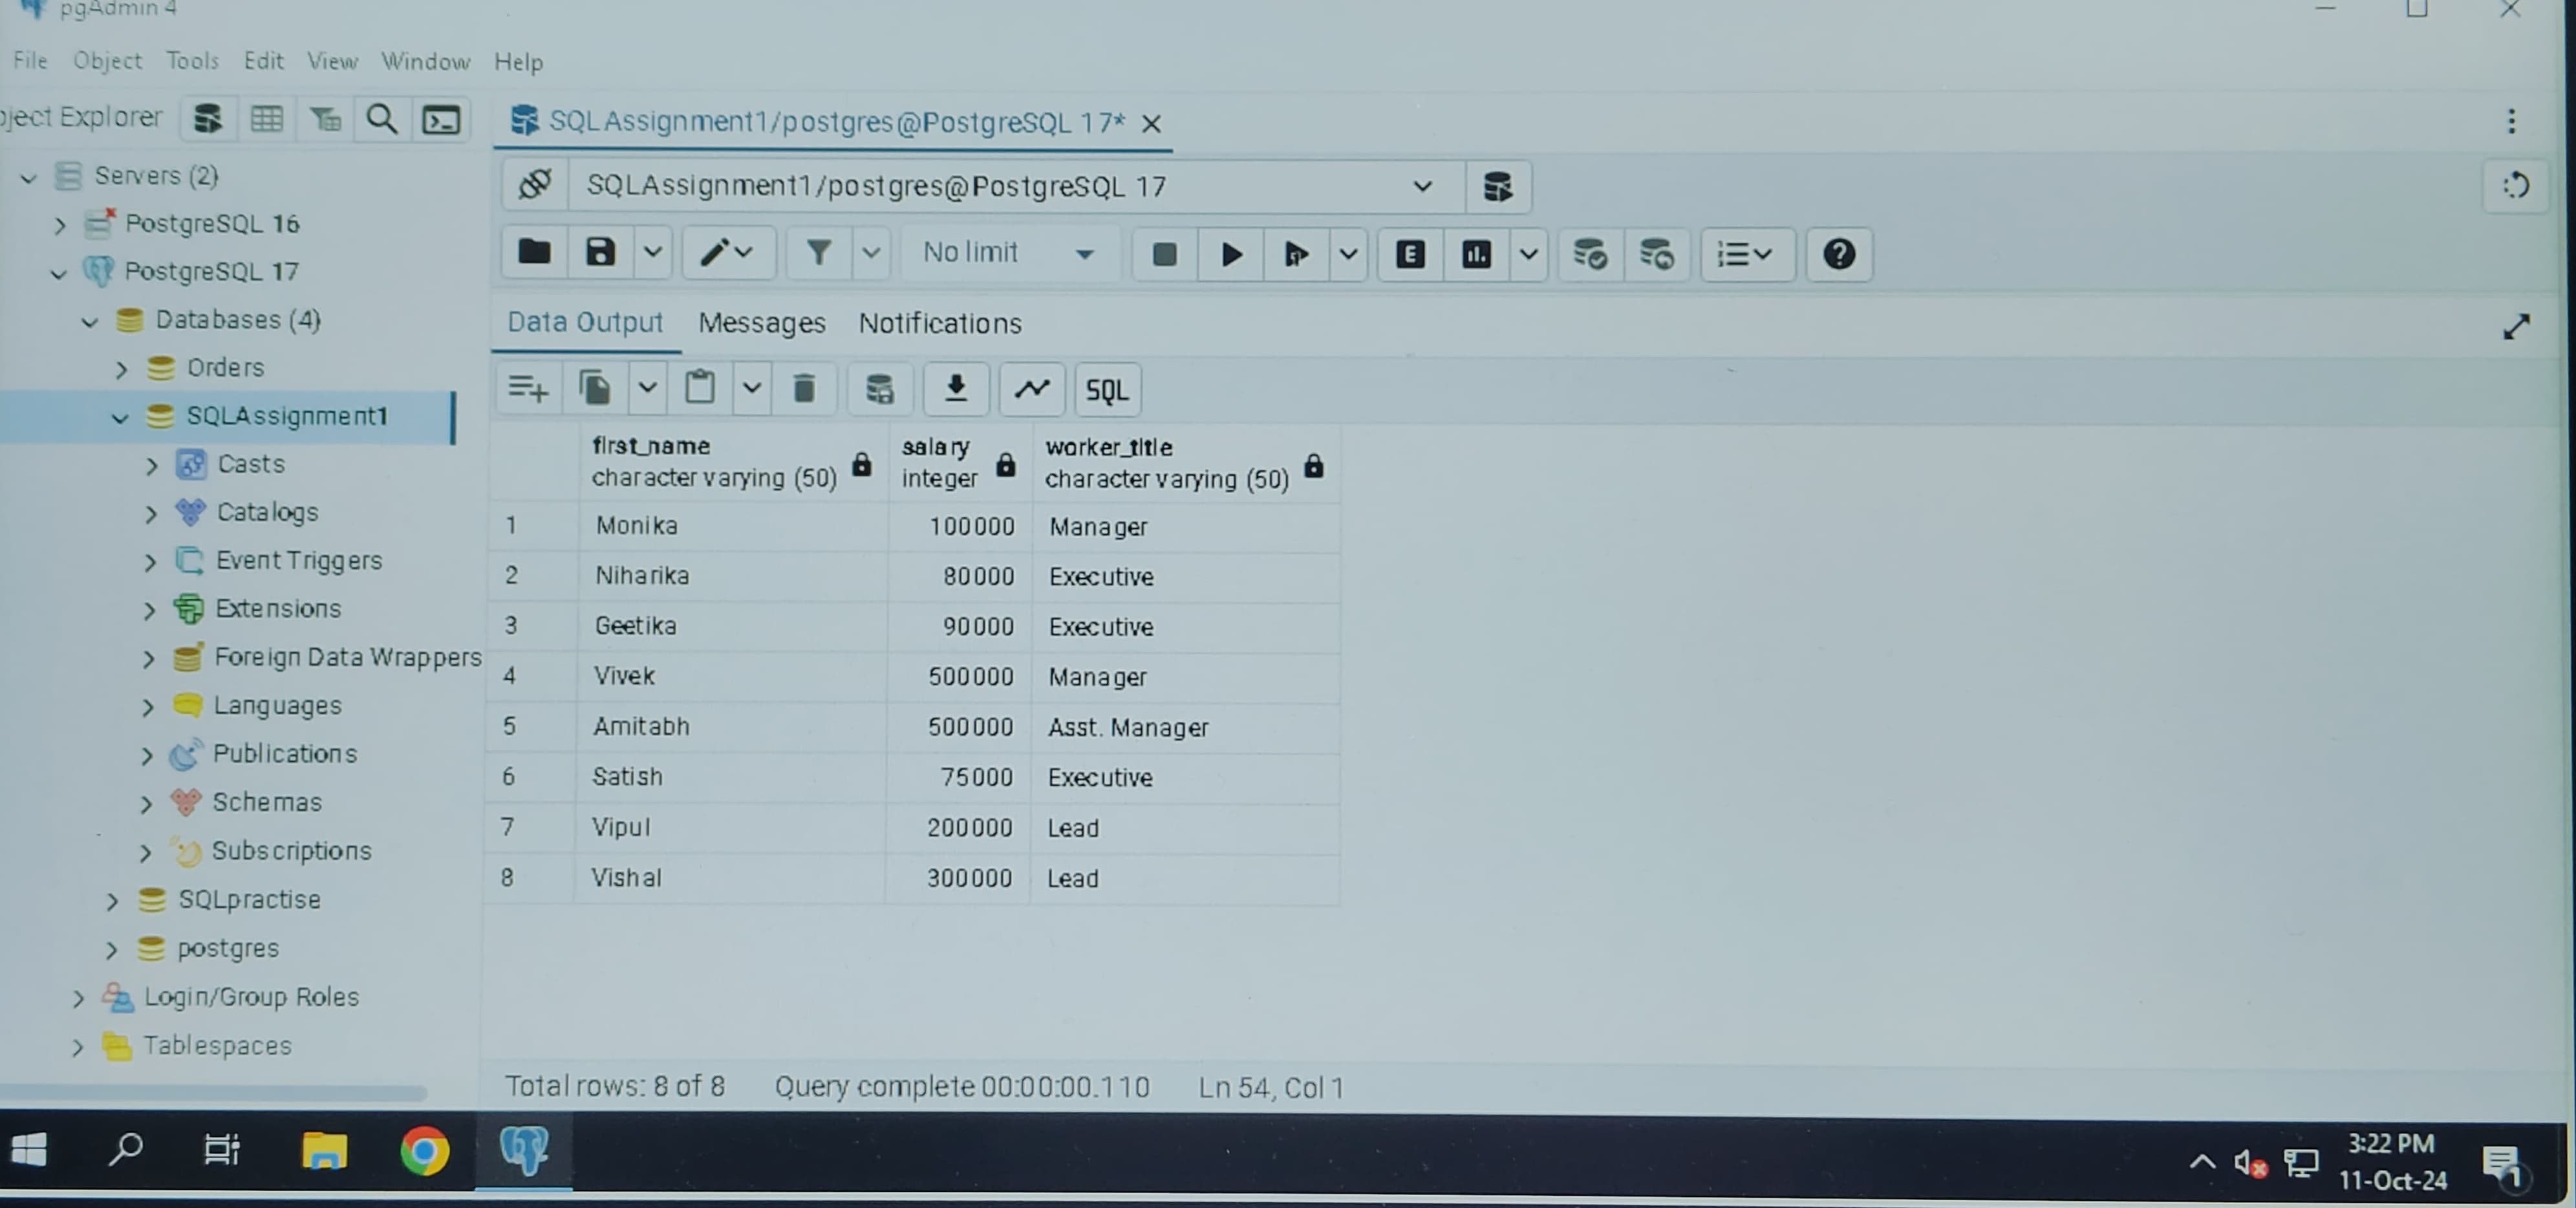 pgAdmin 4
File Object Tools Edit View Window Help
ject Explorer
SQLAssignment1/postgres@PostgreSQL 17*
Servers (2)
PostgreSQL 16
PostgreSQL 17
Databases (4)
Orders
SQLAssignment1
Casts
Catalogs
Event Triggers
Extensions
Foreign Data Wrappers
Languages
Publications
Schemas
Subscriptions
SQLpractise
postgres
Login/Group Roles
Tablespaces
SQLAssignment1/postgres@PostgreSQL 17
No limit
E
Data Output Messages Notifications
SQL
first_name salary worker_title
character varying (50) integer character varying (50)
1 Monika 100000 Manager
2 Niharika 80000 Executive
3 Geetika 90000 Executive
4 Vivek 500000 Manager
5 Amitabh 500000 Asst. Manager
6 Satish 75000 Executive
7 Vipul 200000 Lead
8 Vishal 300000 Lead
Total rows: 8 of 8 Query complete 00:00:00.110 Ln 54, Col 1
3:22 PM
11-Oct-24
1